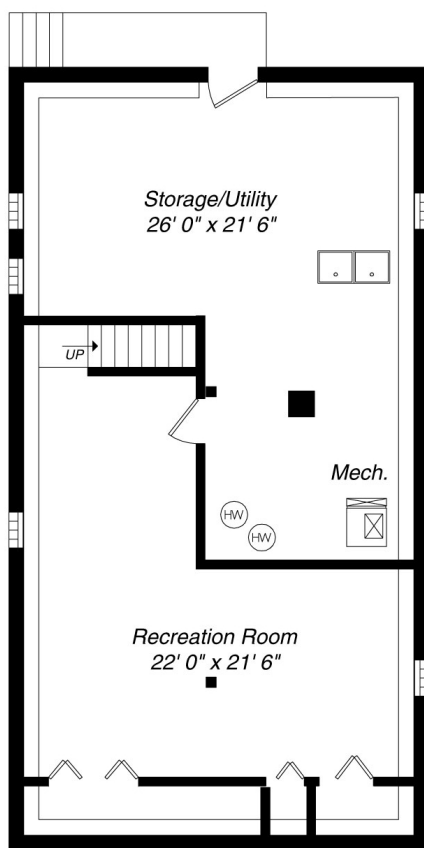 Storage/Utility
26' 0" x 21' 6"
UP
Mech.
HW
HW
Recreation Room
22' 0" x 21' 6"